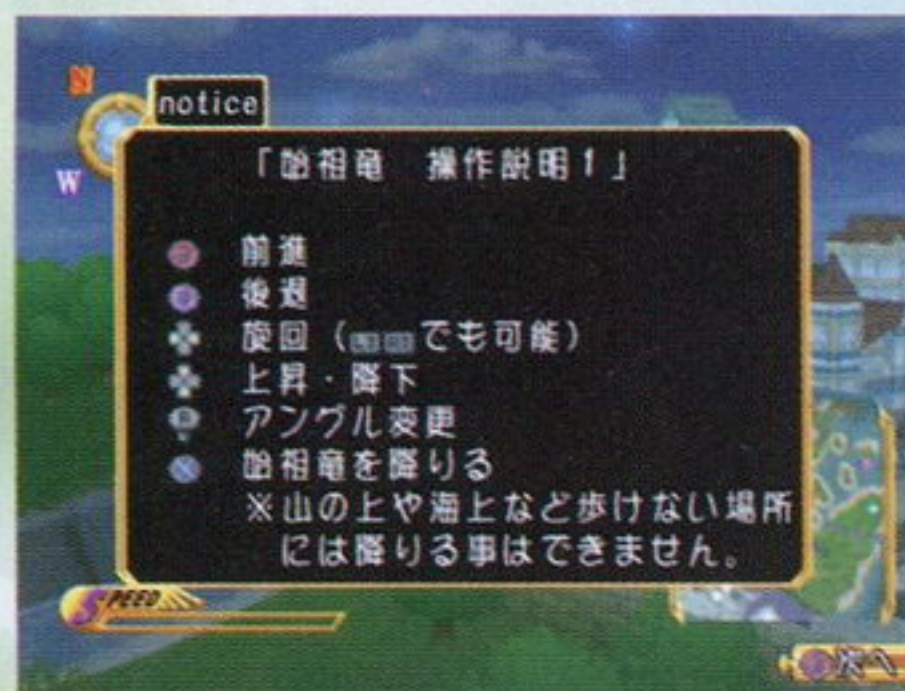 N
notice
W
「始祖竜 操作説明1」
前進
後退
旋回（でも可能）
上昇・降下
アングル変更
始祖竜を降りる
※山の上や海上など歩けない場所
には降りる事はできません。
SPEED
次へ